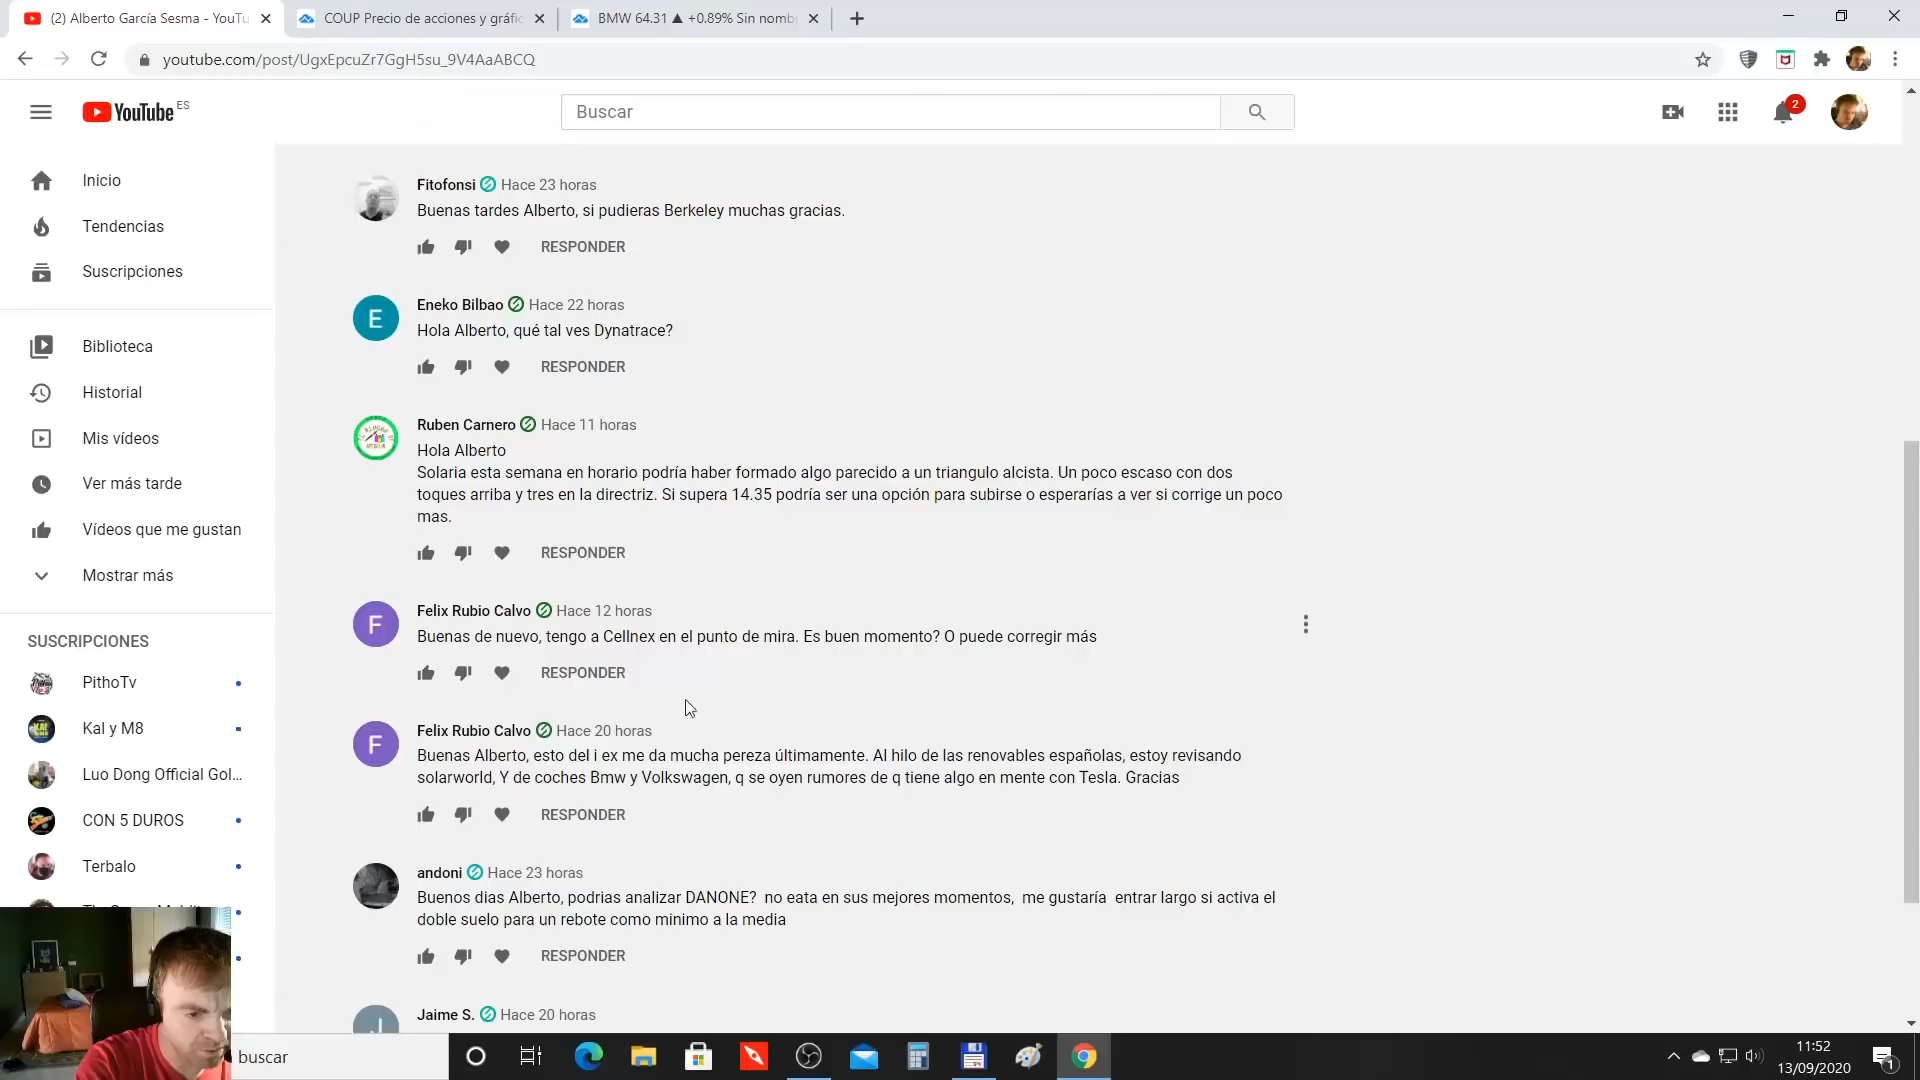 (2) Alberto García Sesma - YouTu
COUP Precio de acciones y gráfic
BMW 64.31 ▲ +0.89% Sin nomb
youtube.com/post/UgxEpcuZr7GgH5su_9V4AaABCQ
YouTube ES
Buscar
2
Inicio
Tendencias
Suscripciones
Biblioteca
Historial
Mis vídeos
Ver más tarde
Vídeos que me gustan
Mostrar más
SUSCRIPCIONES
PithoTv
Kal y M8
Luo Dong Official Gol...
CON 5 DUROS
Terbalo
Fitofonsi Hace 23 horas
Buenas tardes Alberto, si pudieras Berkeley muchas gracias.
RESPONDER
E
Eneko Bilbao Hace 22 horas
Hola Alberto, qué tal ves Dynatrace?
RESPONDER
Ruben Carnero Hace 11 horas
Hola Alberto
Solaria esta semana en horario podría haber formado algo parecido a un triangulo alcista. Un poco escaso con dos
toques arriba y tres en la directriz. Si supera 14.35 podría ser una opción para subirse o esperarías a ver si corrige un poco
mas.
RESPONDER
F
Felix Rubio Calvo Hace 12 horas
Buenas de nuevo, tengo a Cellnex en el punto de mira. Es buen momento? O puede corregir más
RESPONDER
F
Felix Rubio Calvo Hace 20 horas
Buenas Alberto, esto del i ex me da mucha pereza últimamente. Al hilo de las renovables españolas, estoy revisando
solarworld, Y de coches Bmw y Volkswagen, q se oyen rumores de q tiene algo en mente con Tesla. Gracias
RESPONDER
andoni Hace 23 horas
Buenos dias Alberto, podrias analizar DANONE? no eata en sus mejores momentos, me gustaría entrar largo si activa el
doble suelo para un rebote como minimo a la media
RESPONDER
J
Jaime S. Hace 20 horas
buscar
11:52
13/09/2020
1